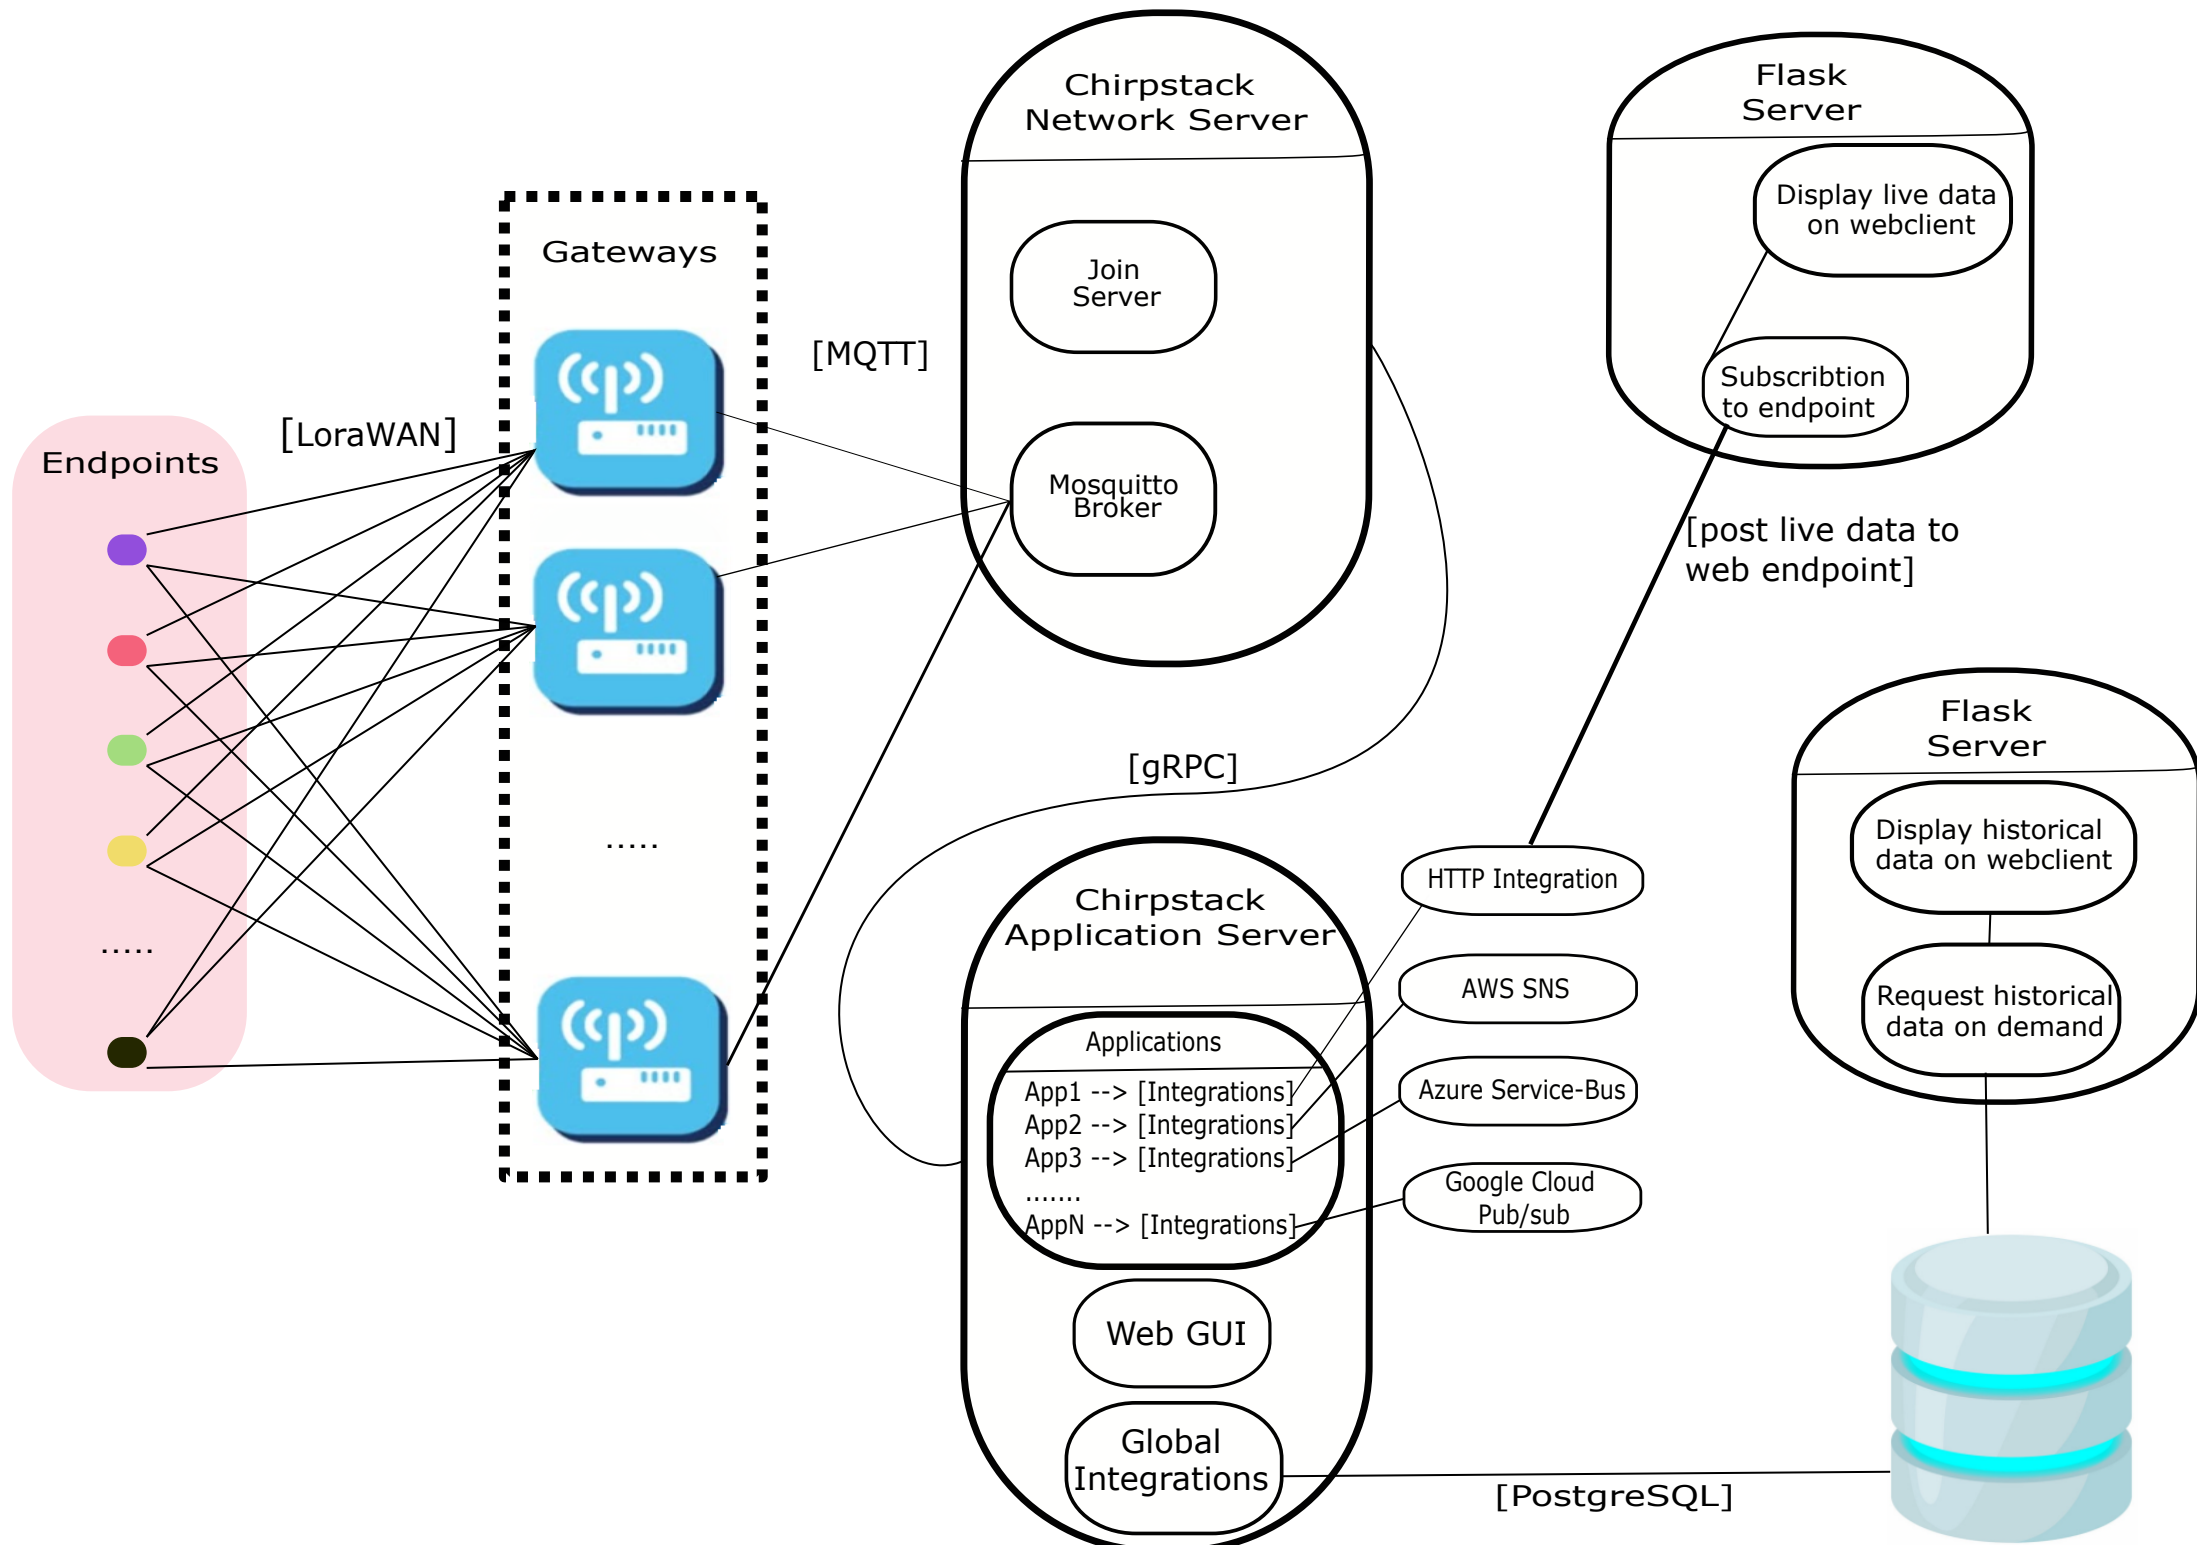 Endpoints
.....
[LoraWAN]
Gateways
.....
[MQTT]
Chirpstack
Network Server
Join
Server
Mosquitto
Broker
[gRPC]
Chirpstack
Application Server
Applications
App1 --> [Integrations]
App2 --> [Integrations]
App3 --> [Integrations]
.......
AppN --> [Integrations]
Web GUI
Global
Integrations
HTTP Integration
AWS SNS
Azure Service-Bus
Google Cloud
Pub/sub
[PostgreSQL]
Flask
Server
Display live data
on webclient
Subscribtion
to endpoint
[post live data to
web endpoint]
Flask
Server
Display historical
data on webclient
Request historical
data on demand